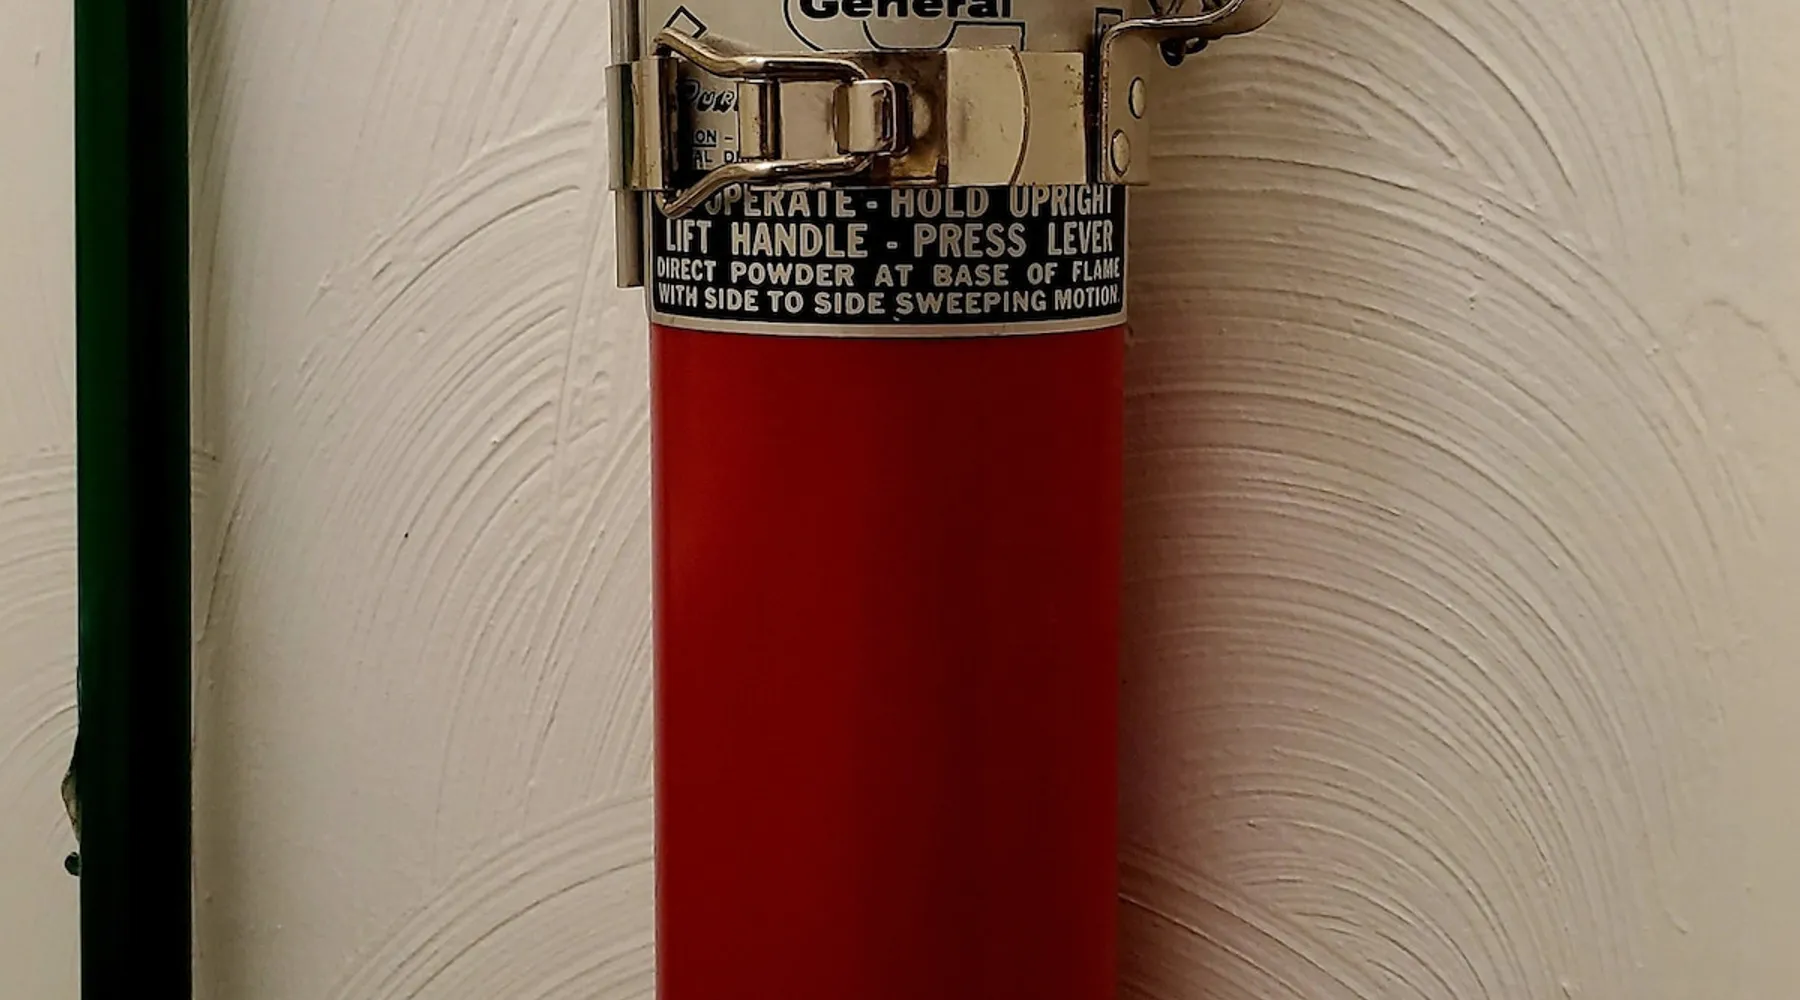 General
OPERATE - HOLD UPRIGHT
LIFT HANDLE - PRESS LEVER
DIRECT POWDER AT BASE OF FLAME
WITH SIDE TO SIDE SWEEPING MOTION.